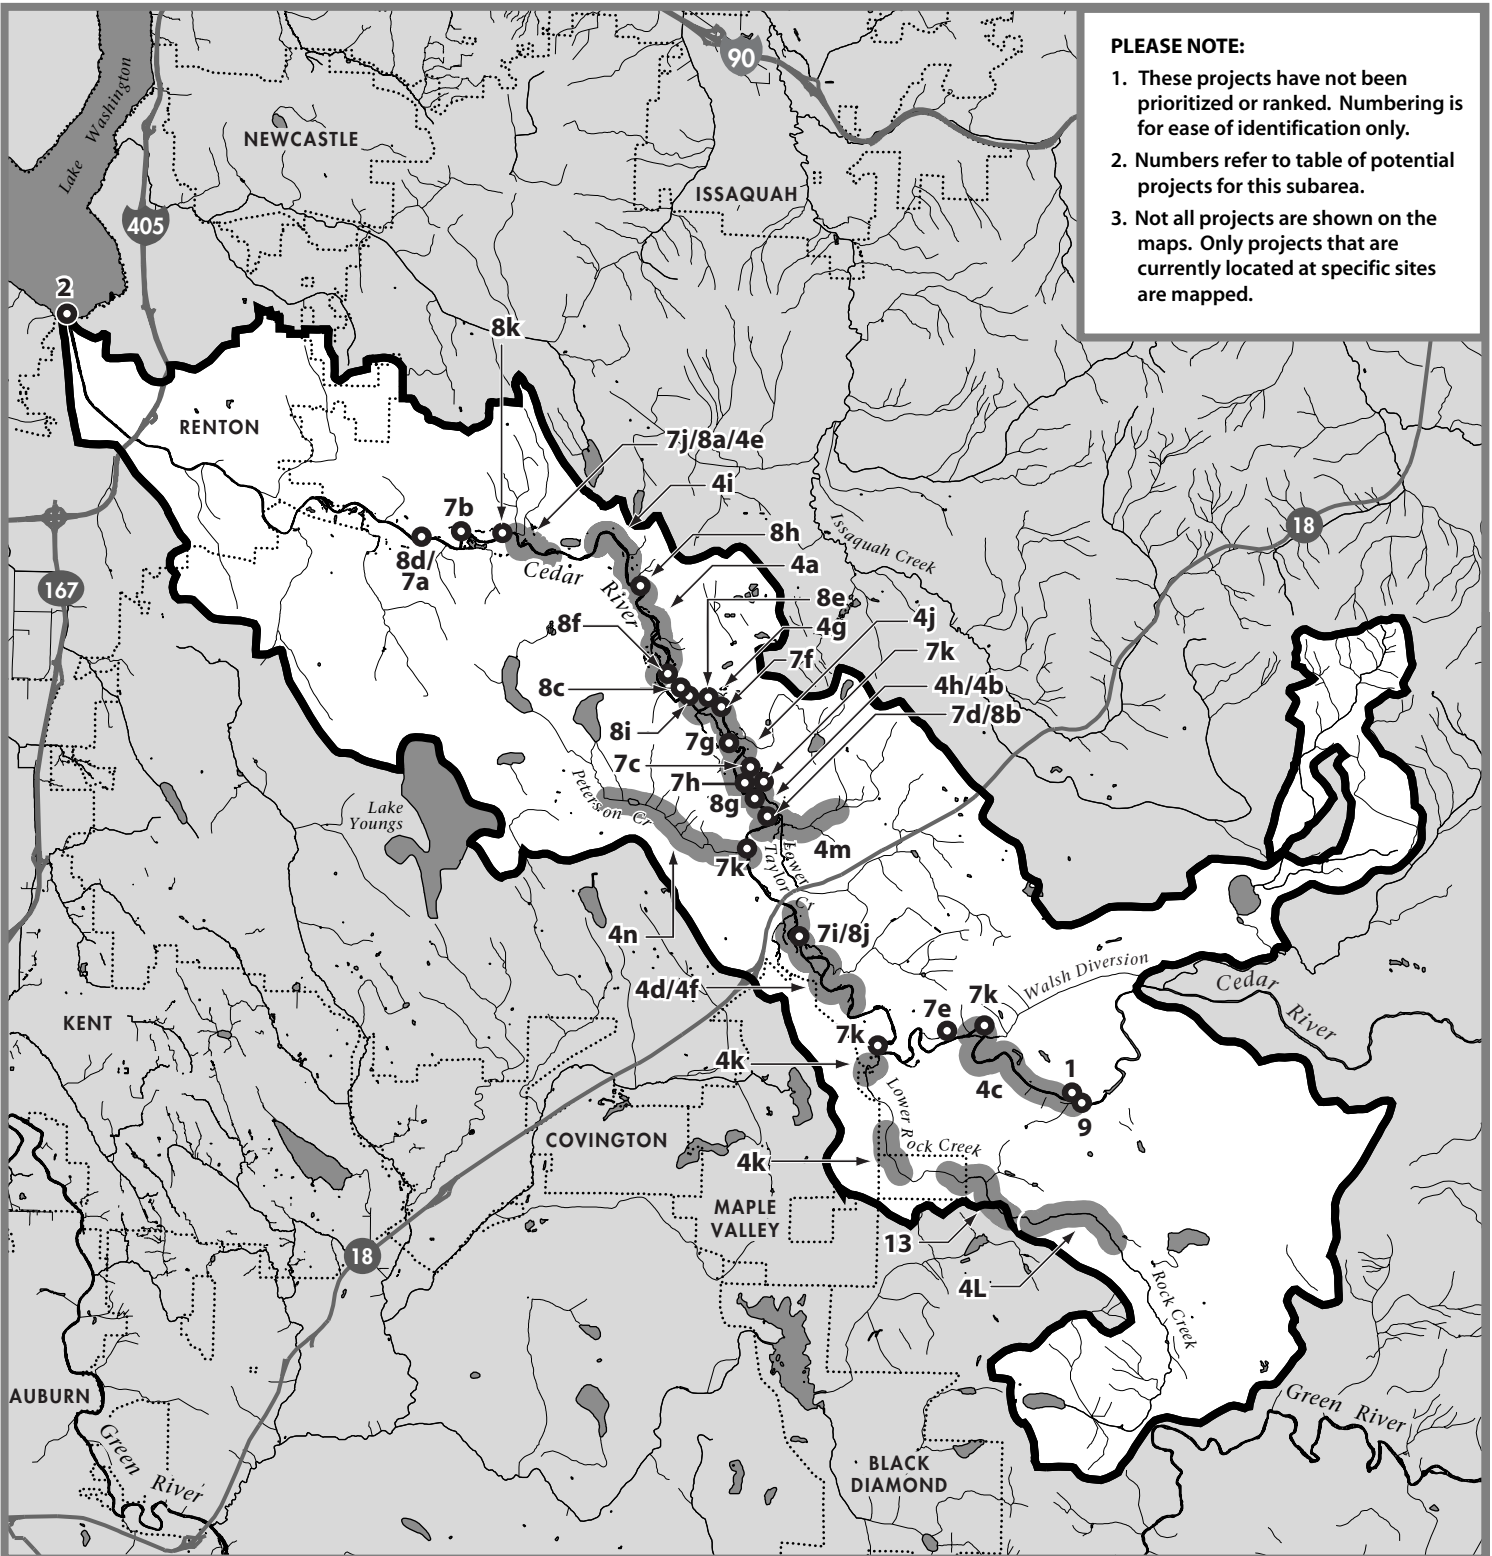 PLEASE NOTE:
1. These projects have not been
prioritized or ranked. Numbering is
for ease of identification only.
2. Numbers refer to table of potential
projects for this subarea.
3. Not all projects are shown on the
maps. Only projects that are
currently located at specific sites
are mapped.
90
Lake Washington
NEWCASTLE
ISSAQUAH
405
2
8k
RENTON
7j/8a/4e
4i
7b
8h
Issaquah Creek
18
8d/
7a
Cedar
River
4a
167
8e
8f
4g
4j
7f
7k
8c
4h/4b
7d/8b
8i
7g
7c
7h
8g
Peterson Cr
Lake
Youngs
4m
Lower
Taylor Cr
7k
4n
7i/8j
Walsh Diversion
Cedar
River
4d/4f
7k
7e
KENT
7k
4k
1
4c
9
Lower Rock Creek
COVINGTON
4k
MAPLE
VALLEY
13
18
4L
Rock Creek
AUBURN
Green River
Green River
BLACK
DIAMOND